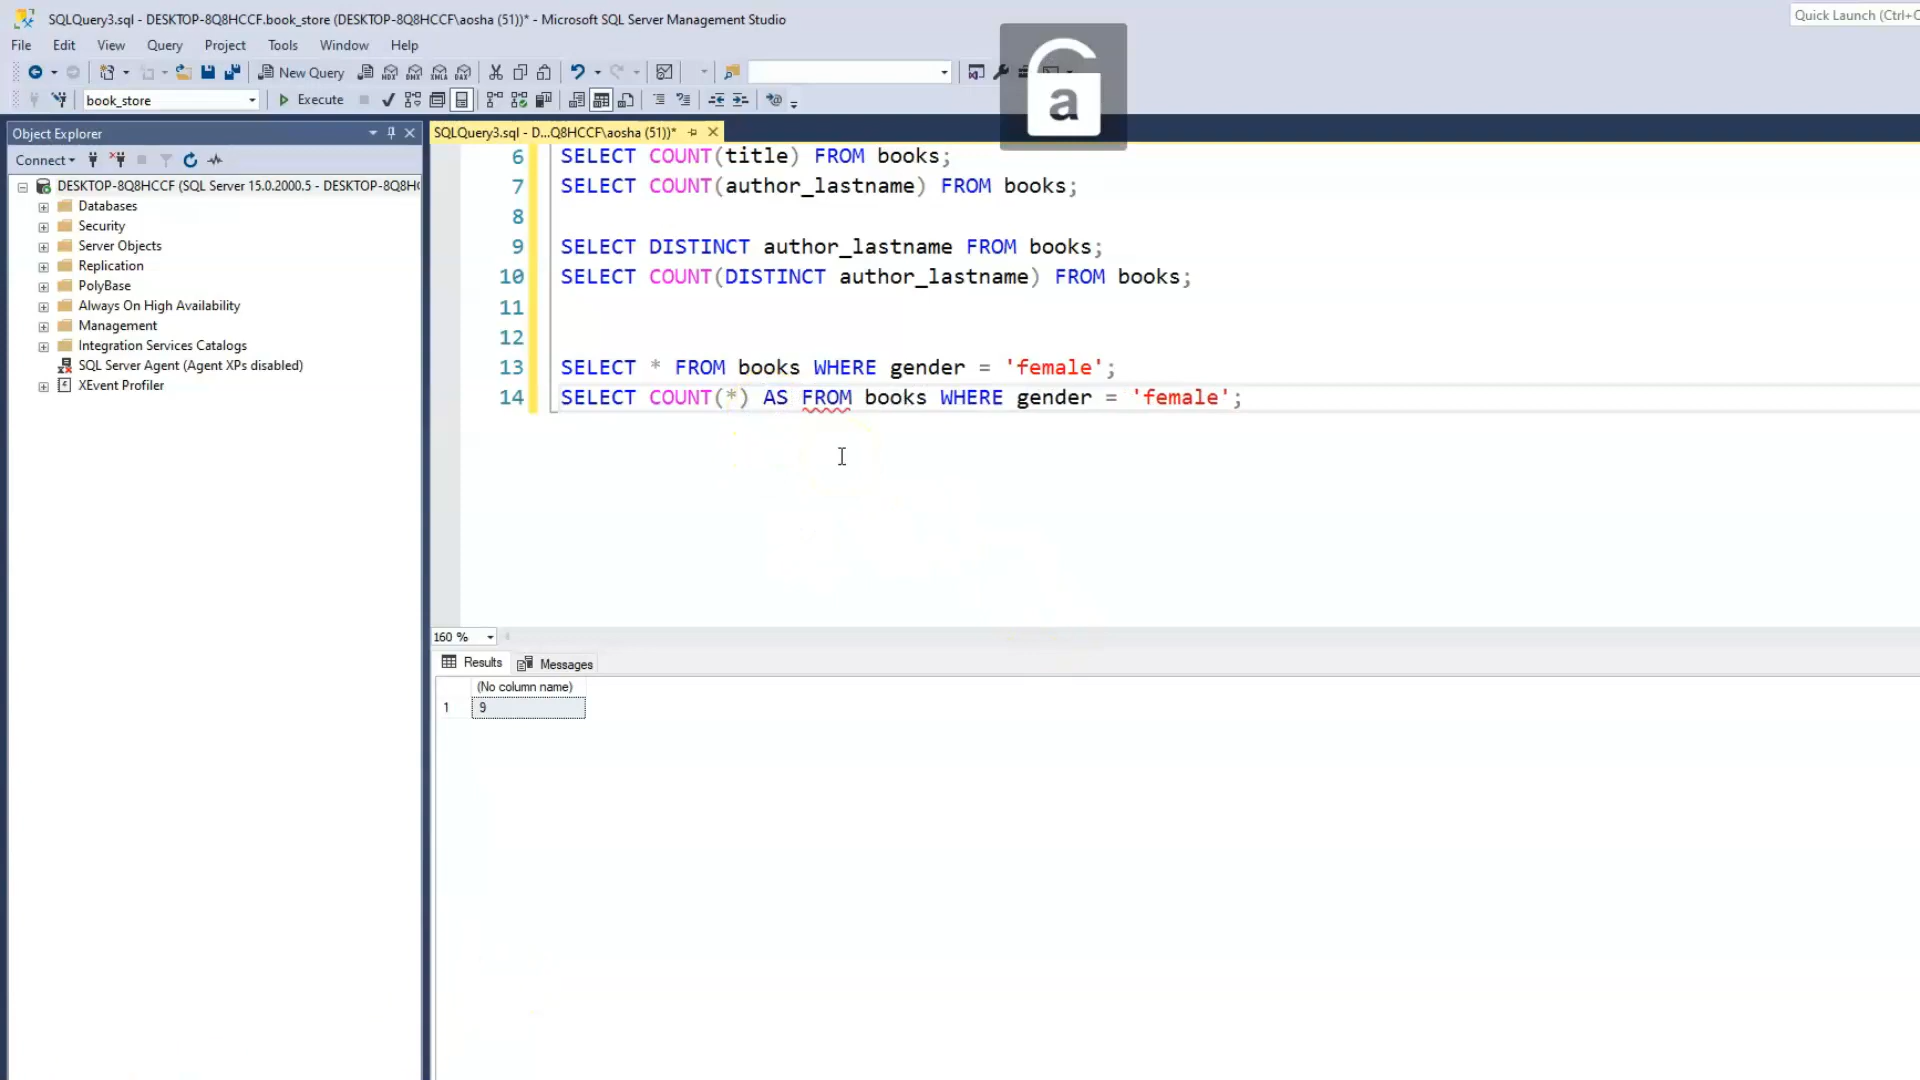 SQLQuery3.sql - DESKTOP-8Q8HCCF.book_store (DESKTOP-8Q8HCCF\aosha (51))* - Microsoft SQL Server Management Studio
Quick Launch (Ctrl+
File Edit View Query Project Tools Window Help
New Query
book_store Execute
a
Object Explorer
SQLQuery3.sql - D...Q8HCCF\aosha (51))*
Connect
DESKTOP-8Q8HCCF (SQL Server 15.0.2000.5 - DESKTOP-8Q8H
Databases
Security
Server Objects
Replication
PolyBase
Always On High Availability
Management
Integration Services Catalogs
SQL Server Agent (Agent XPs disabled)
XEvent Profiler
6 SELECT COUNT(title) FROM books;
7 SELECT COUNT(author_lastname) FROM books;
8
9 SELECT DISTINCT author_lastname FROM books;
10 SELECT COUNT(DISTINCT author_lastname) FROM books;
11
12
13 SELECT * FROM books WHERE gender = 'female';
14 SELECT COUNT(*) AS FROM books WHERE gender = 'female';
160 %
Results Messages
(No column name)
1 9